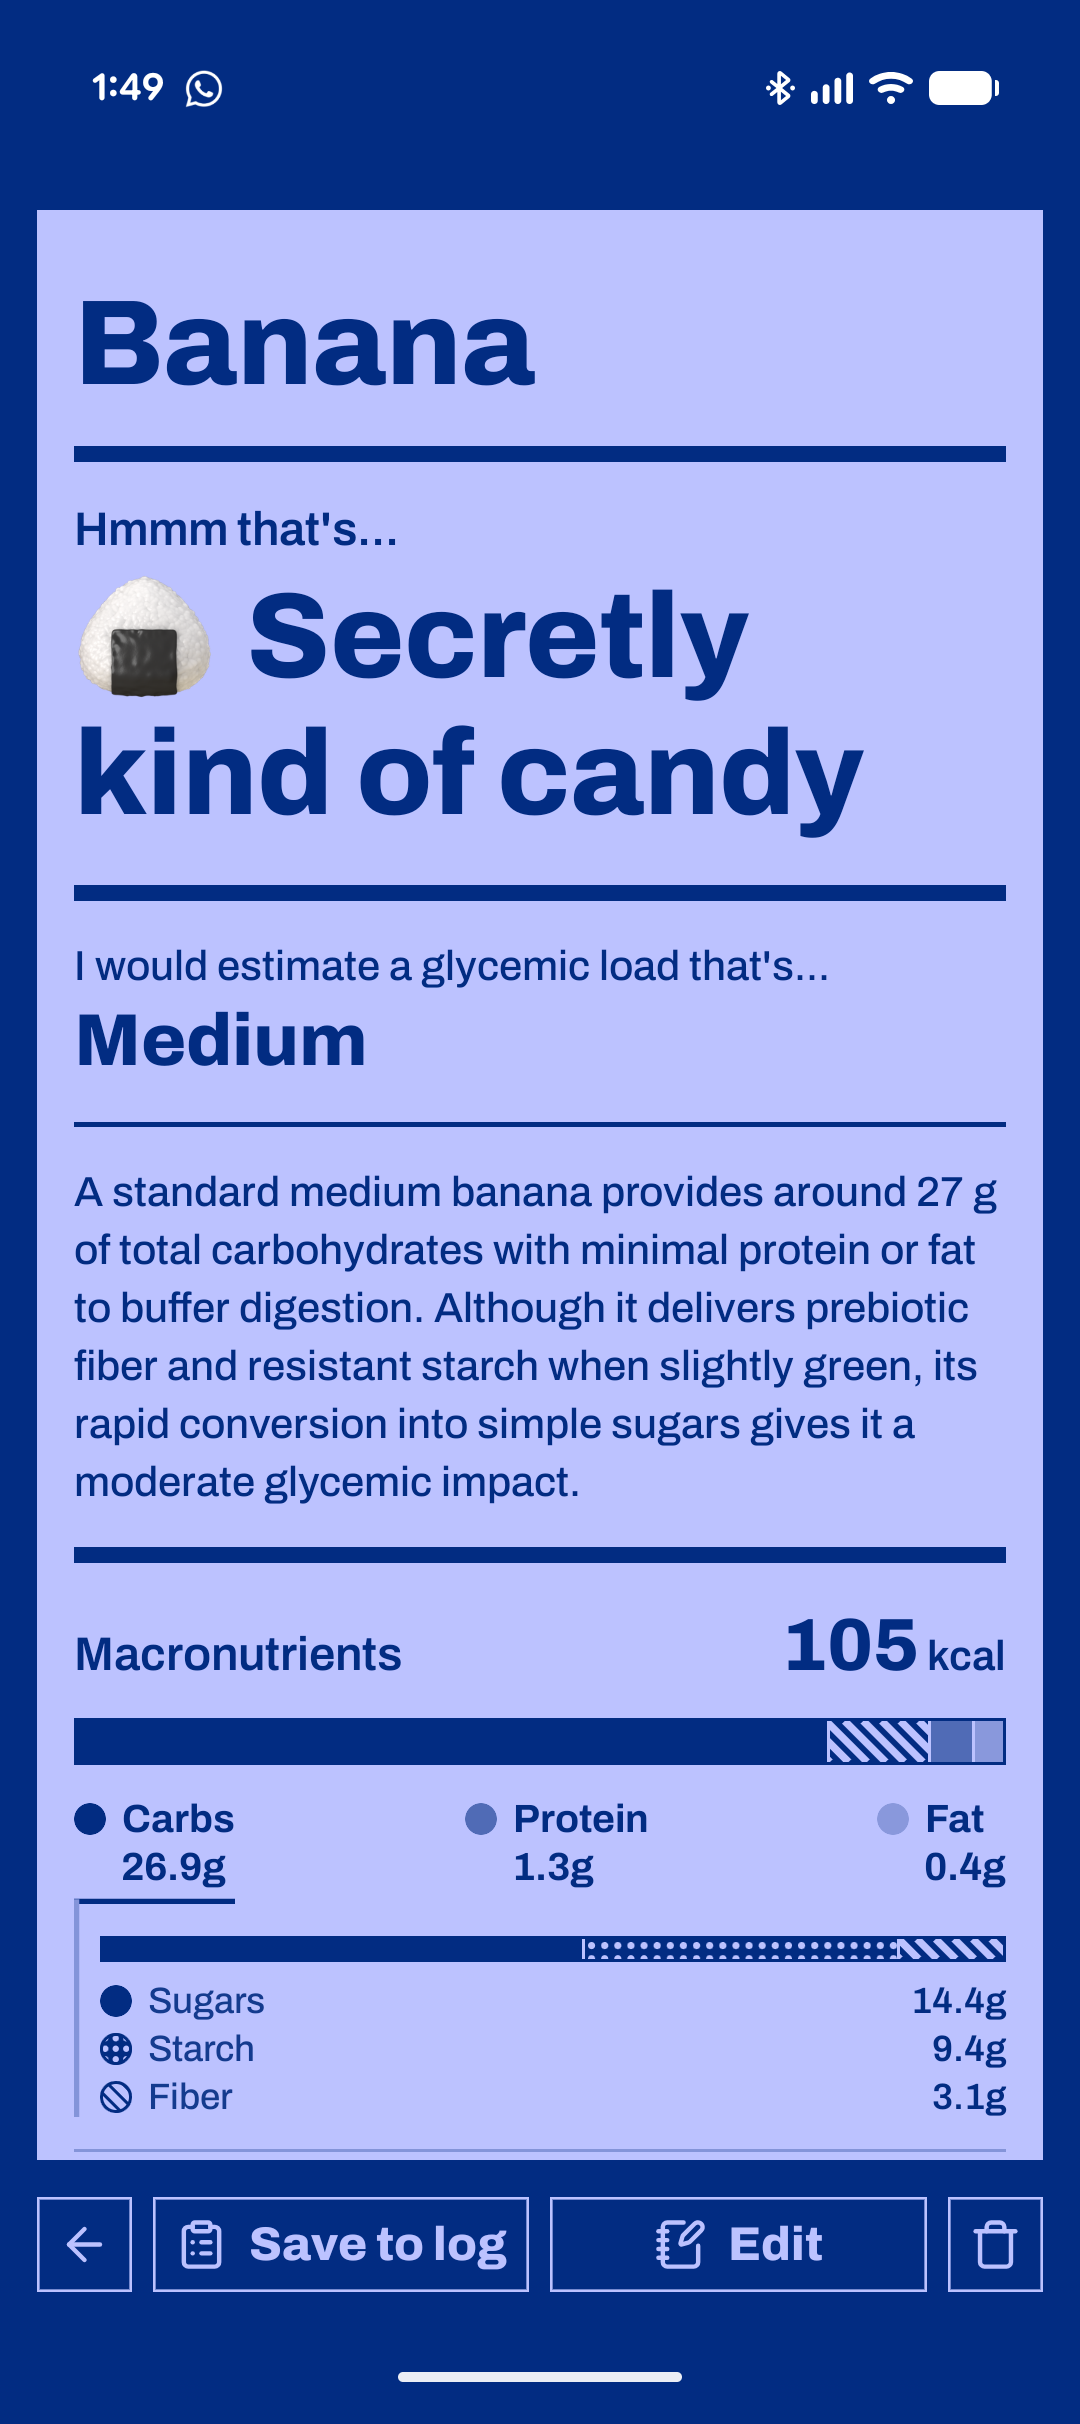 1:49
Banana
Hmmm that's...
🍙 Secretly
kind of candy
I would estimate a glycemic load that's...
Medium
A standard medium banana provides around 27 g
of total carbohydrates with minimal protein or fat
to buffer digestion. Although it delivers prebiotic
fiber and resistant starch when slightly green, its
rapid conversion into simple sugars gives it a
moderate glycemic impact.
Macronutrients 105 kcal
Carbs Protein Fat
26.9g 1.3g 0.4g
Sugars 14.4g
Starch 9.4g
Fiber 3.1g
Save to log Edit